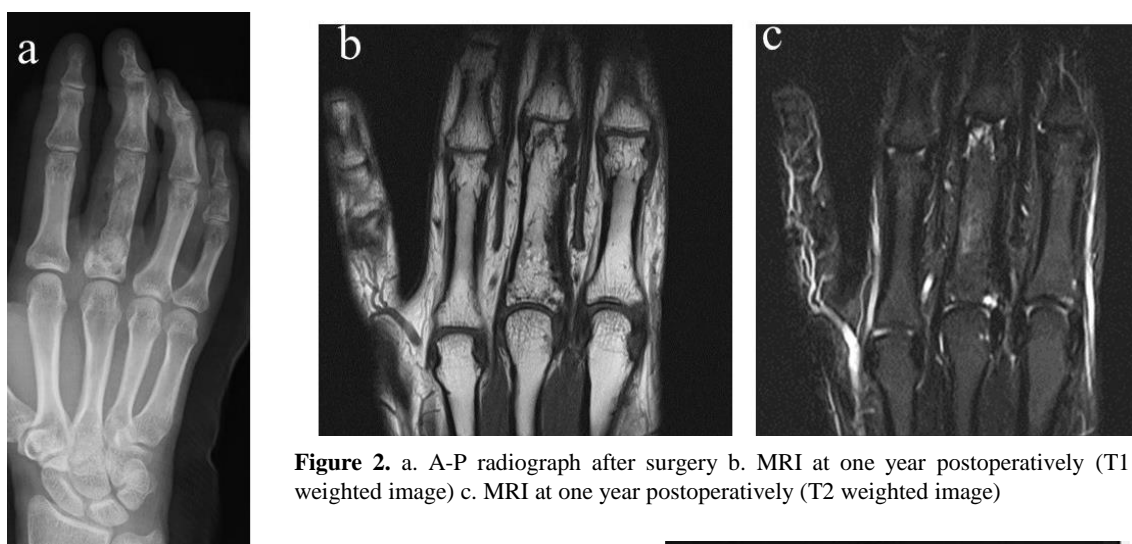 a
b
c
Figure 2. a. A-P radiograph after surgery b. MRI at one year postoperatively (T1
weighted image) c. MRI at one year postoperatively (T2 weighted image)